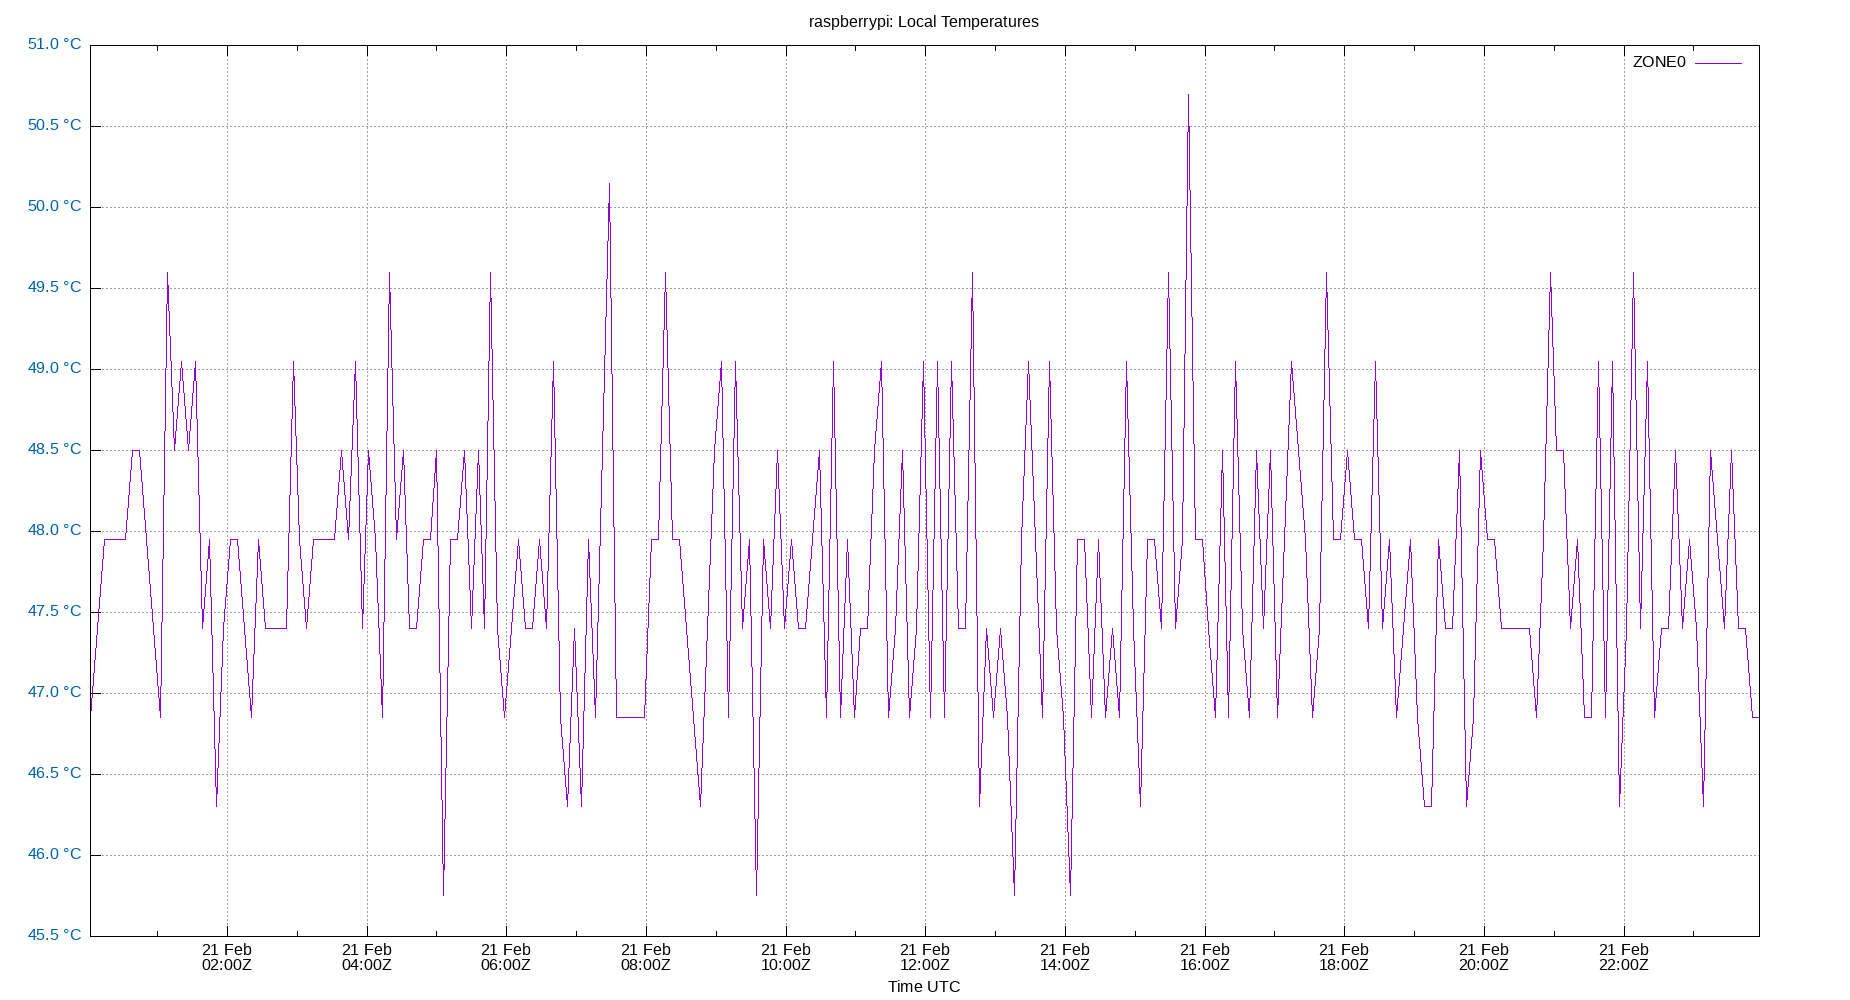 raspberrypi: Local Temperatures
51.0 °C
ZONE0
50.5 °C
50.0 °C
49.5 °C
49.0 °C
48.5 °C
48.0 °C
47.5 °C
47.0 °C
46.5 °C
46.0 °C
45.5 °C
21 Feb 21 Feb 21 Feb 21 Feb 21 Feb 21 Feb 21 Feb 21 Feb 21 Feb 21 Feb 21 Feb
02:00Z 04:00Z 06:00Z 08:00Z 10:00Z 12:00Z 14:00Z 16:00Z 18:00Z 20:00Z 22:00Z
Time UTC